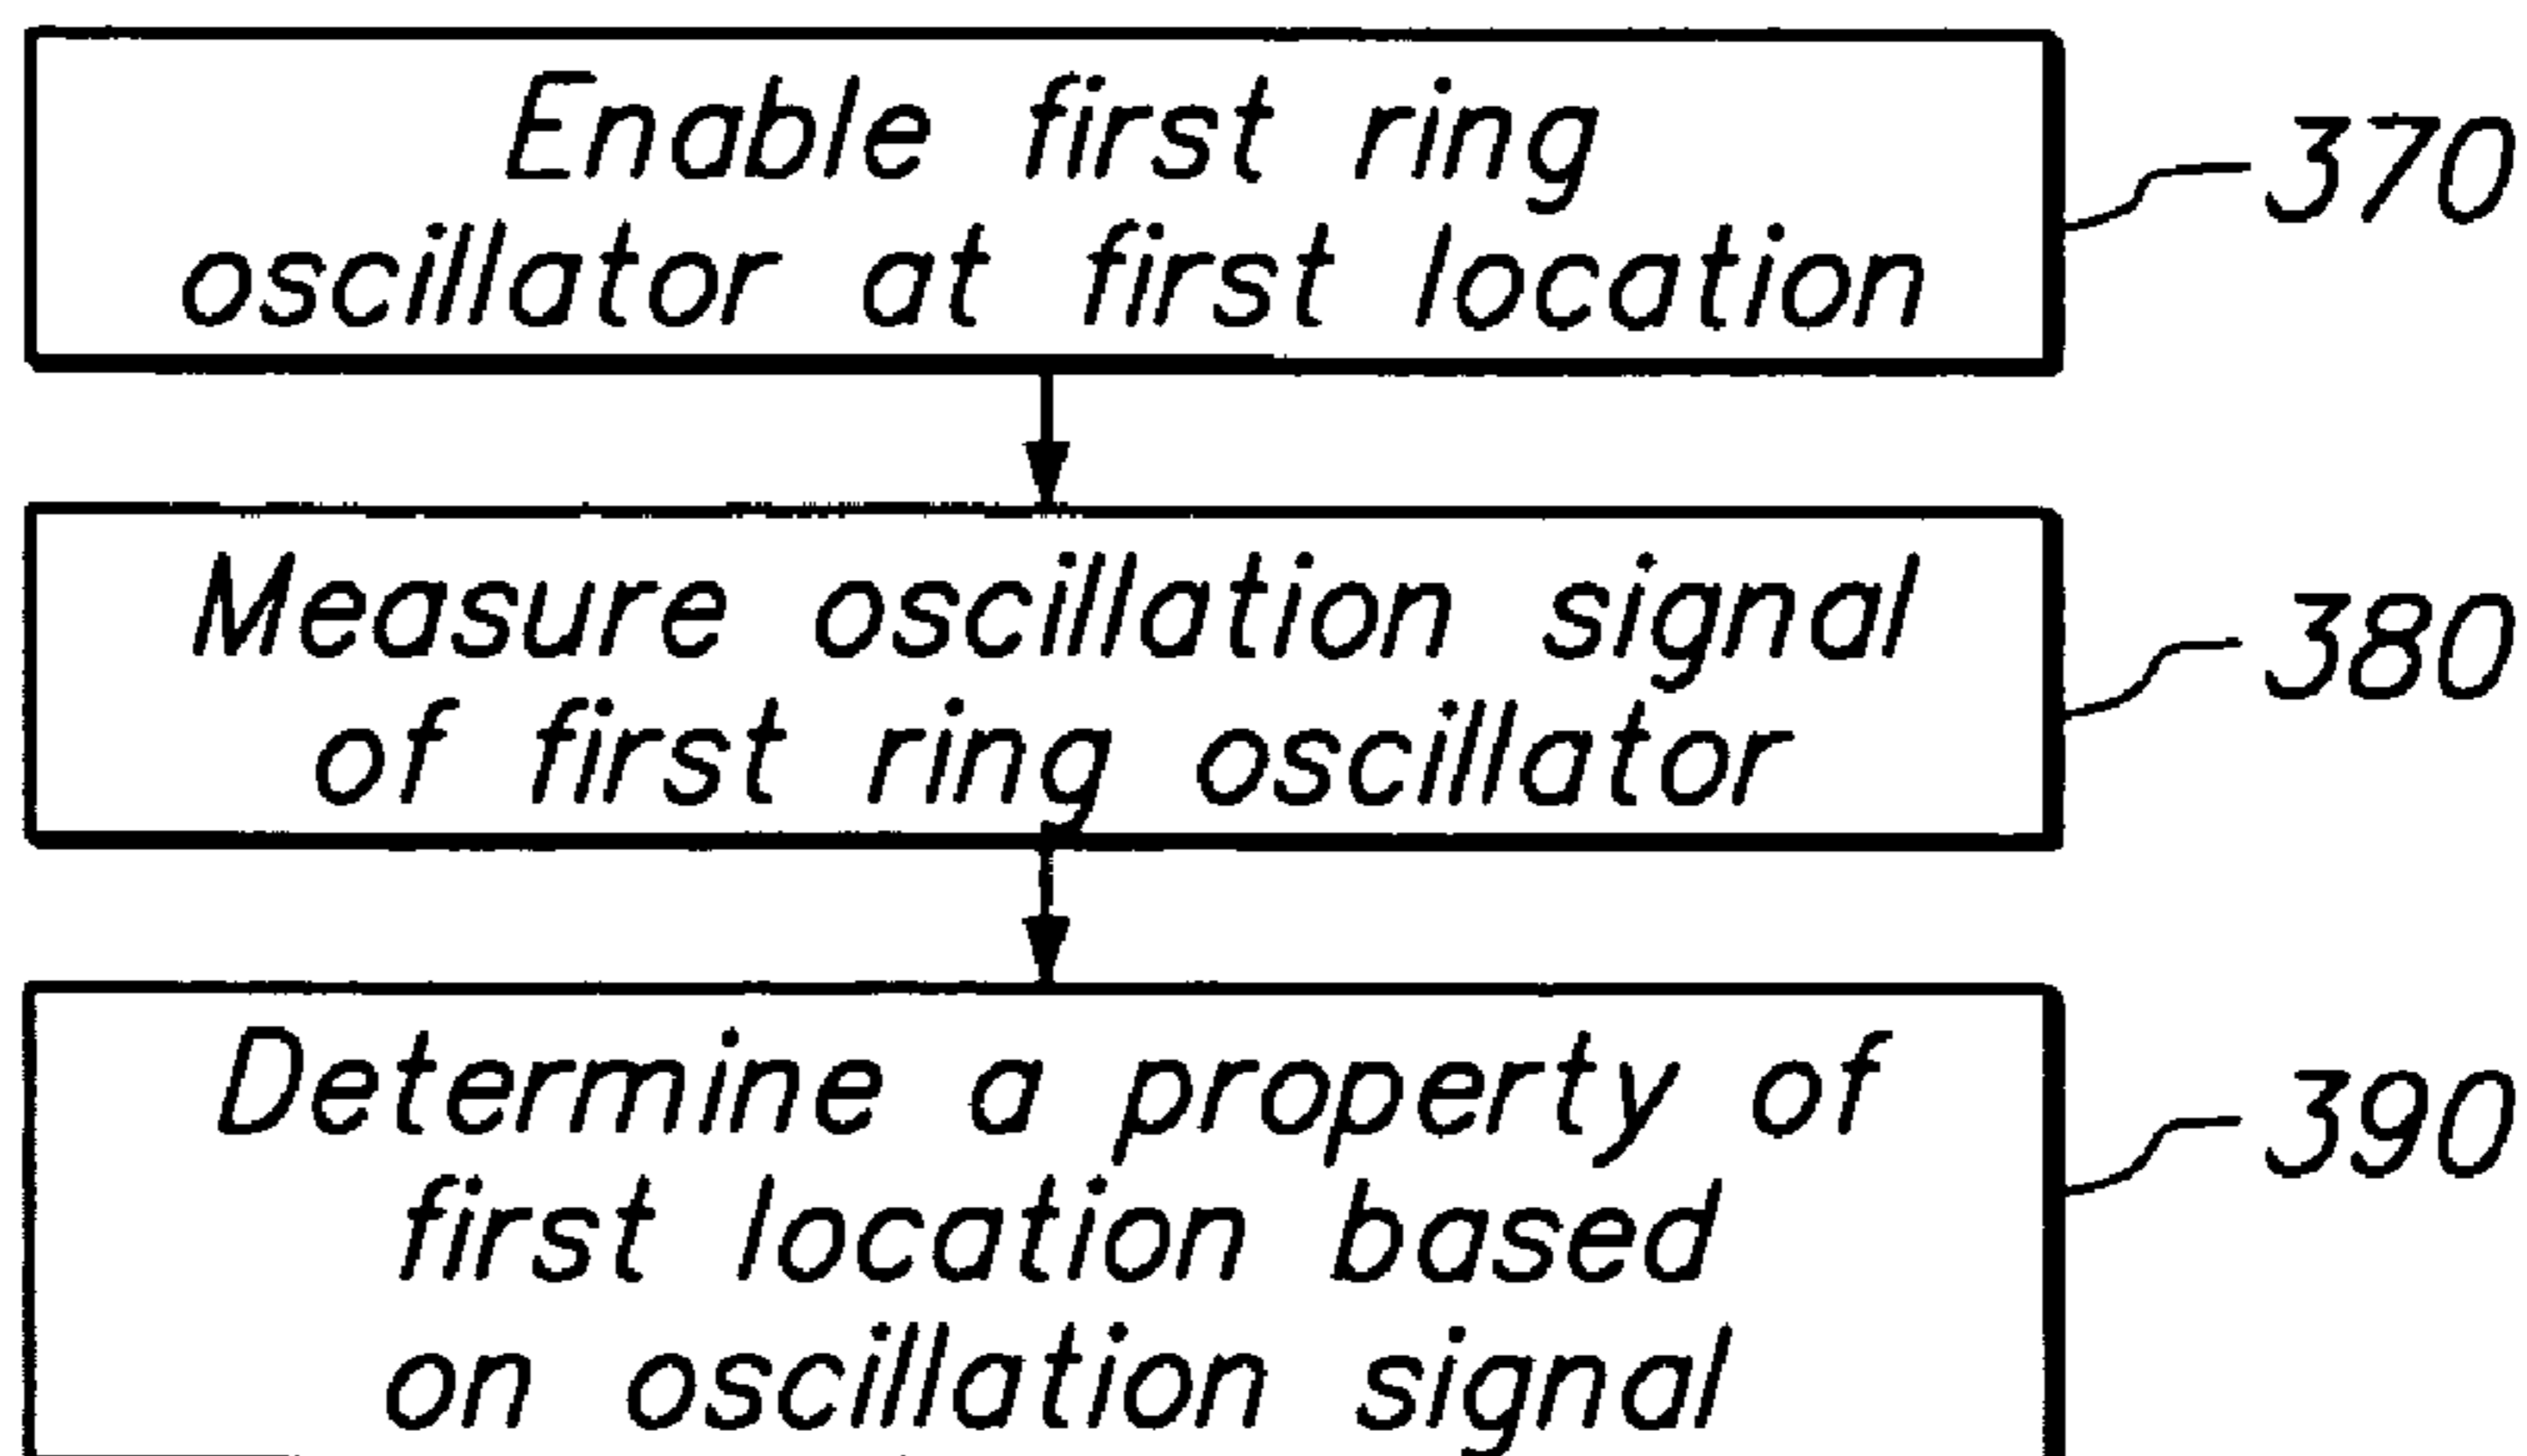 Enable first ring
oscillator at first location
370
Measure oscillation signal
of first ring oscillator
380
Determine a property of
first location based
on oscillation signal
390